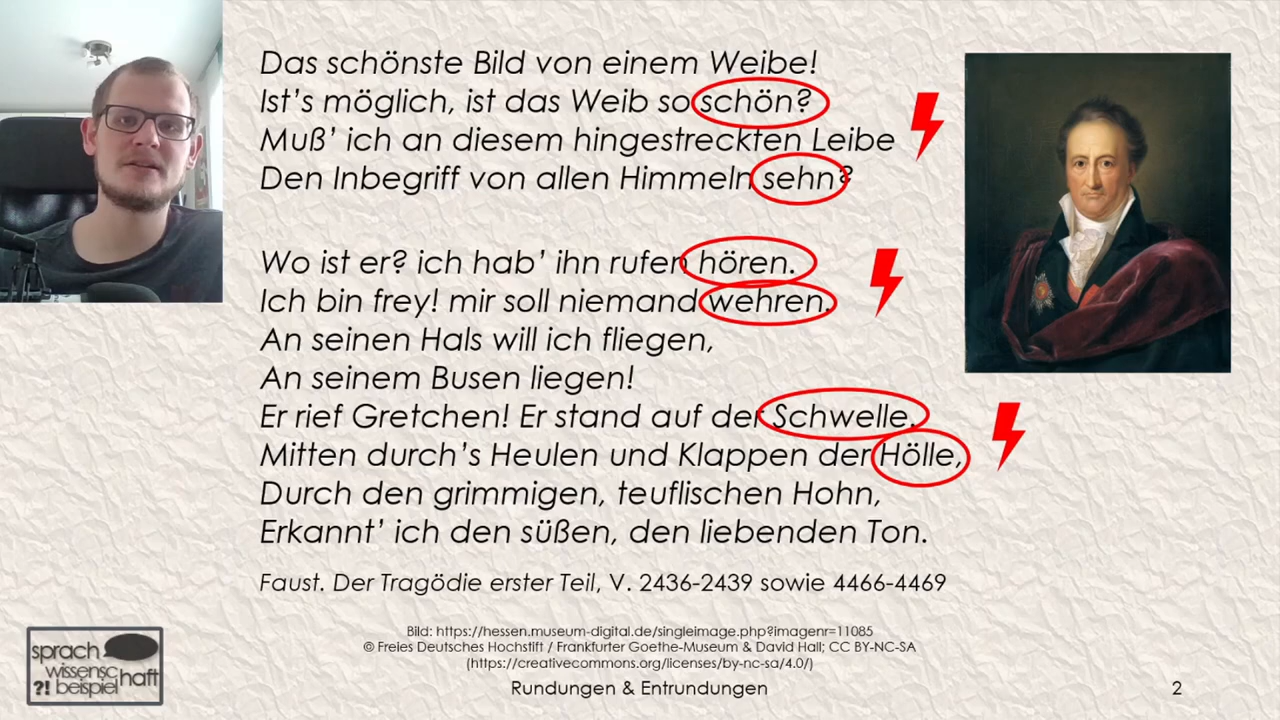 Das schönste Bild von einem Weibe!
Ist's möglich, ist das Weib so schön?
Muß' ich an diesem hingestreckten Leibe
Den Inbegriff von allen Himmeln sehn?
Wo ist er? ich hab' ihn rufen hören.
Ich bin frey! mir soll niemand wehren.
An seinen Hals will ich fliegen,
An seinem Busen liegen!
Er rief Gretchen! Er stand auf der Schwelle.
Mitten durch's Heulen und Klappen der Hölle,
Durch den grimmigen, teuflischen Hohn,
Erkannt' ich den süßen, den liebenden Ton.
Faust. Der Tragödie erster Teil, V. 2436-2439 sowie 4466-4469
Bild: https://hessen.museum-digital.de/singleimage.php?imagenr=11085
© Freies Deutsches Hochstift / Frankfurter Goethe-Museum & David Hall; CC BY-NC-SA
(https://creativecommons.org/licenses/by-nc-sa/4.0/)
sprach
wissensc
haft
?! beispiel
Rundungen & Entrundungen
2